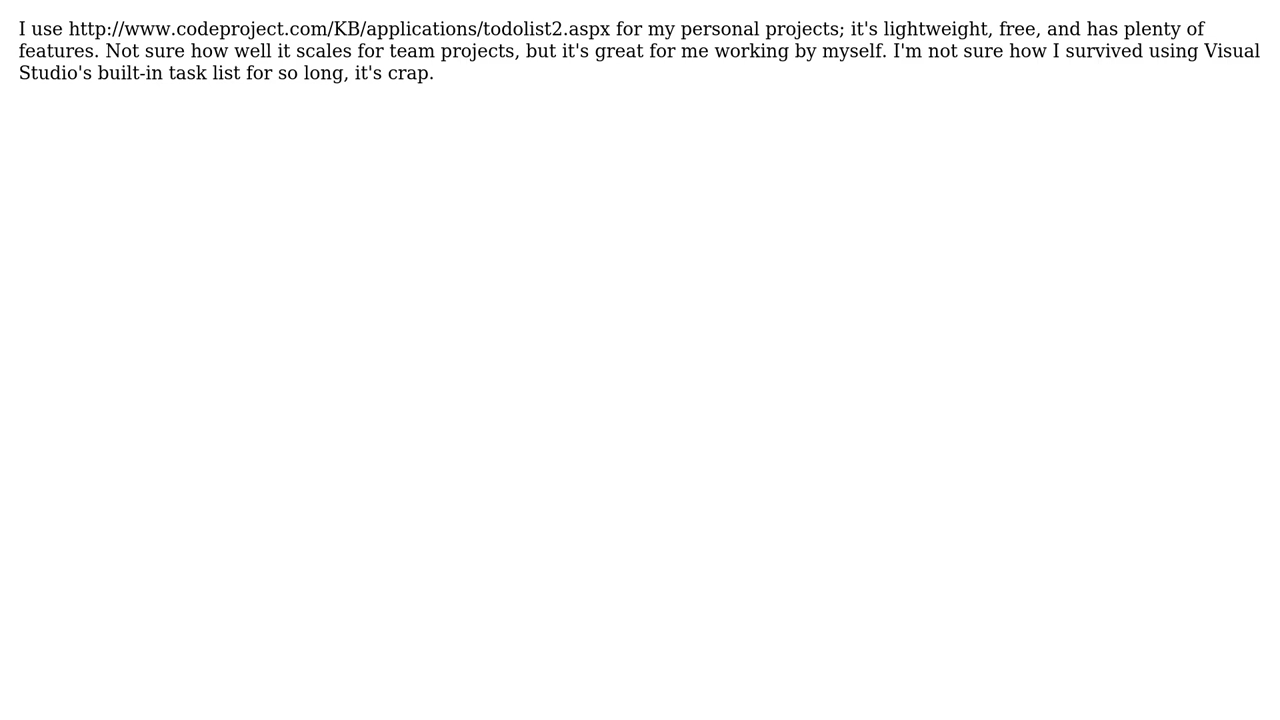 I use http://www.codeproject.com/KB/applications/todolist2.aspx for my personal projects; it's lightweight, free, and has plenty of
features. Not sure how well it scales for team projects, but it's great for me working by myself. I'm not sure how I survived using Visual
Studio's built-in task list for so long, it's crap.